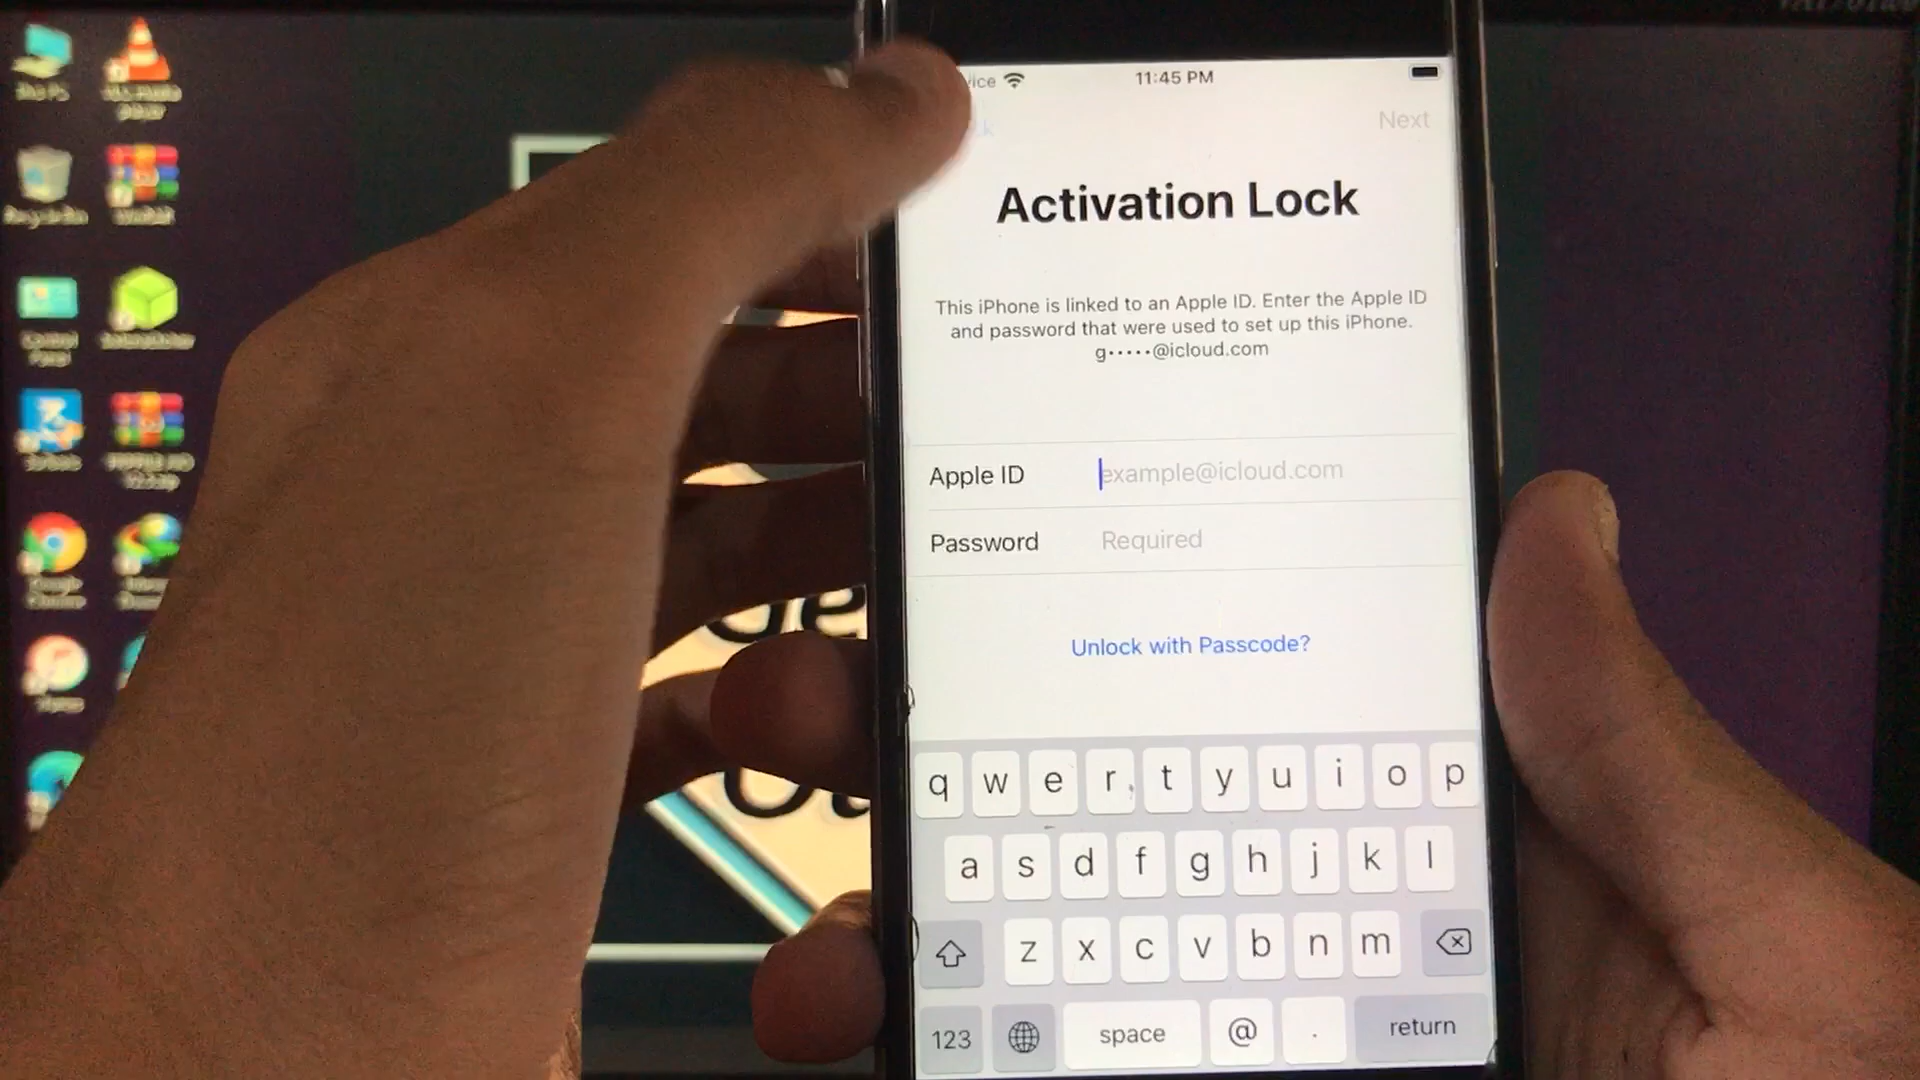 11:45 PM
Next
Activation Lock
This iPhone is linked to an Apple ID. Enter the Apple ID
and password that were used to set up this iPhone.
g•••••@icloud.com
Apple ID example@icloud.com
Password Required
Unlock with Passcode?
q w e r t y u i o p
a s d f g h j k l
z x c v b n m
123 space @ . return